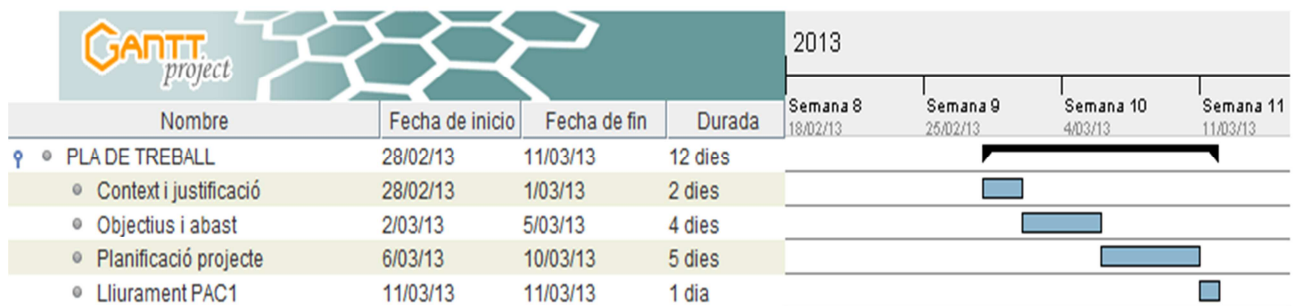 GANTT
project
2013
Semana 8 Semana 9 Semana 10 Semana 11
18/02/13 25/02/13 4/03/13 11/03/13
Nombre Fecha de inicio Fecha de fin Durada
PLA DE TREBALL 28/02/13 11/03/13 12 dies
Context i justificació 28/02/13 1/03/13 2 dies
Objectius i abast 2/03/13 5/03/13 4 dies
Planificació projecte 6/03/13 10/03/13 5 dies
Lliurament PAC1 11/03/13 11/03/13 1 dia